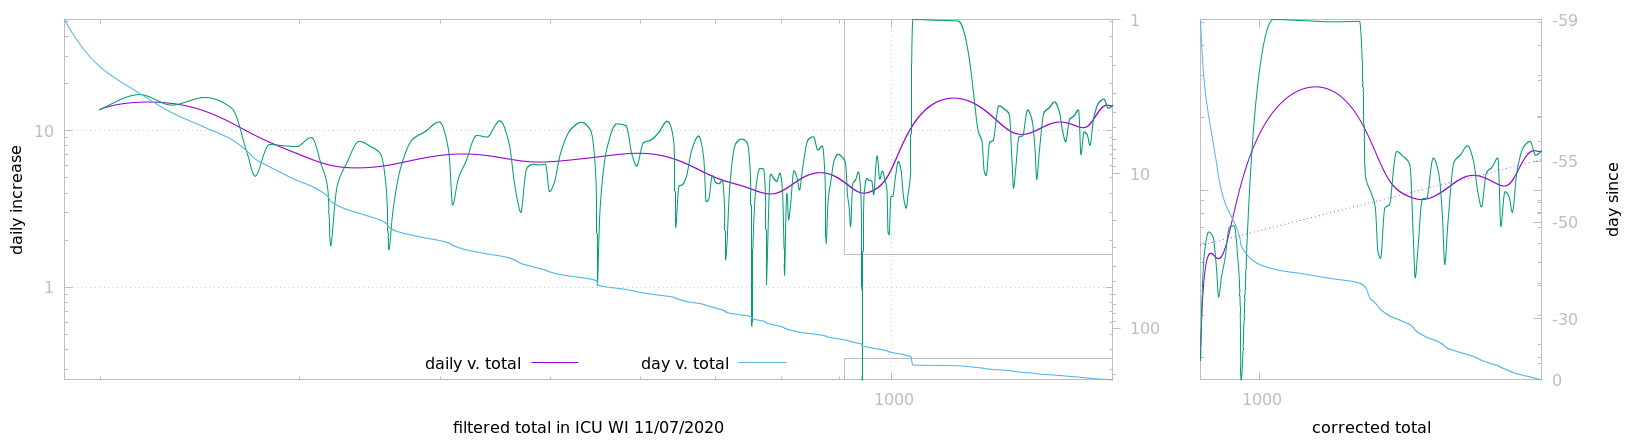 daily increase
10
1
1
10
100
daily v. total
day v. total
1000
filtered total in ICU WI 11/07/2020
-59
-55
-50
-30
0
day since
1000
corrected total